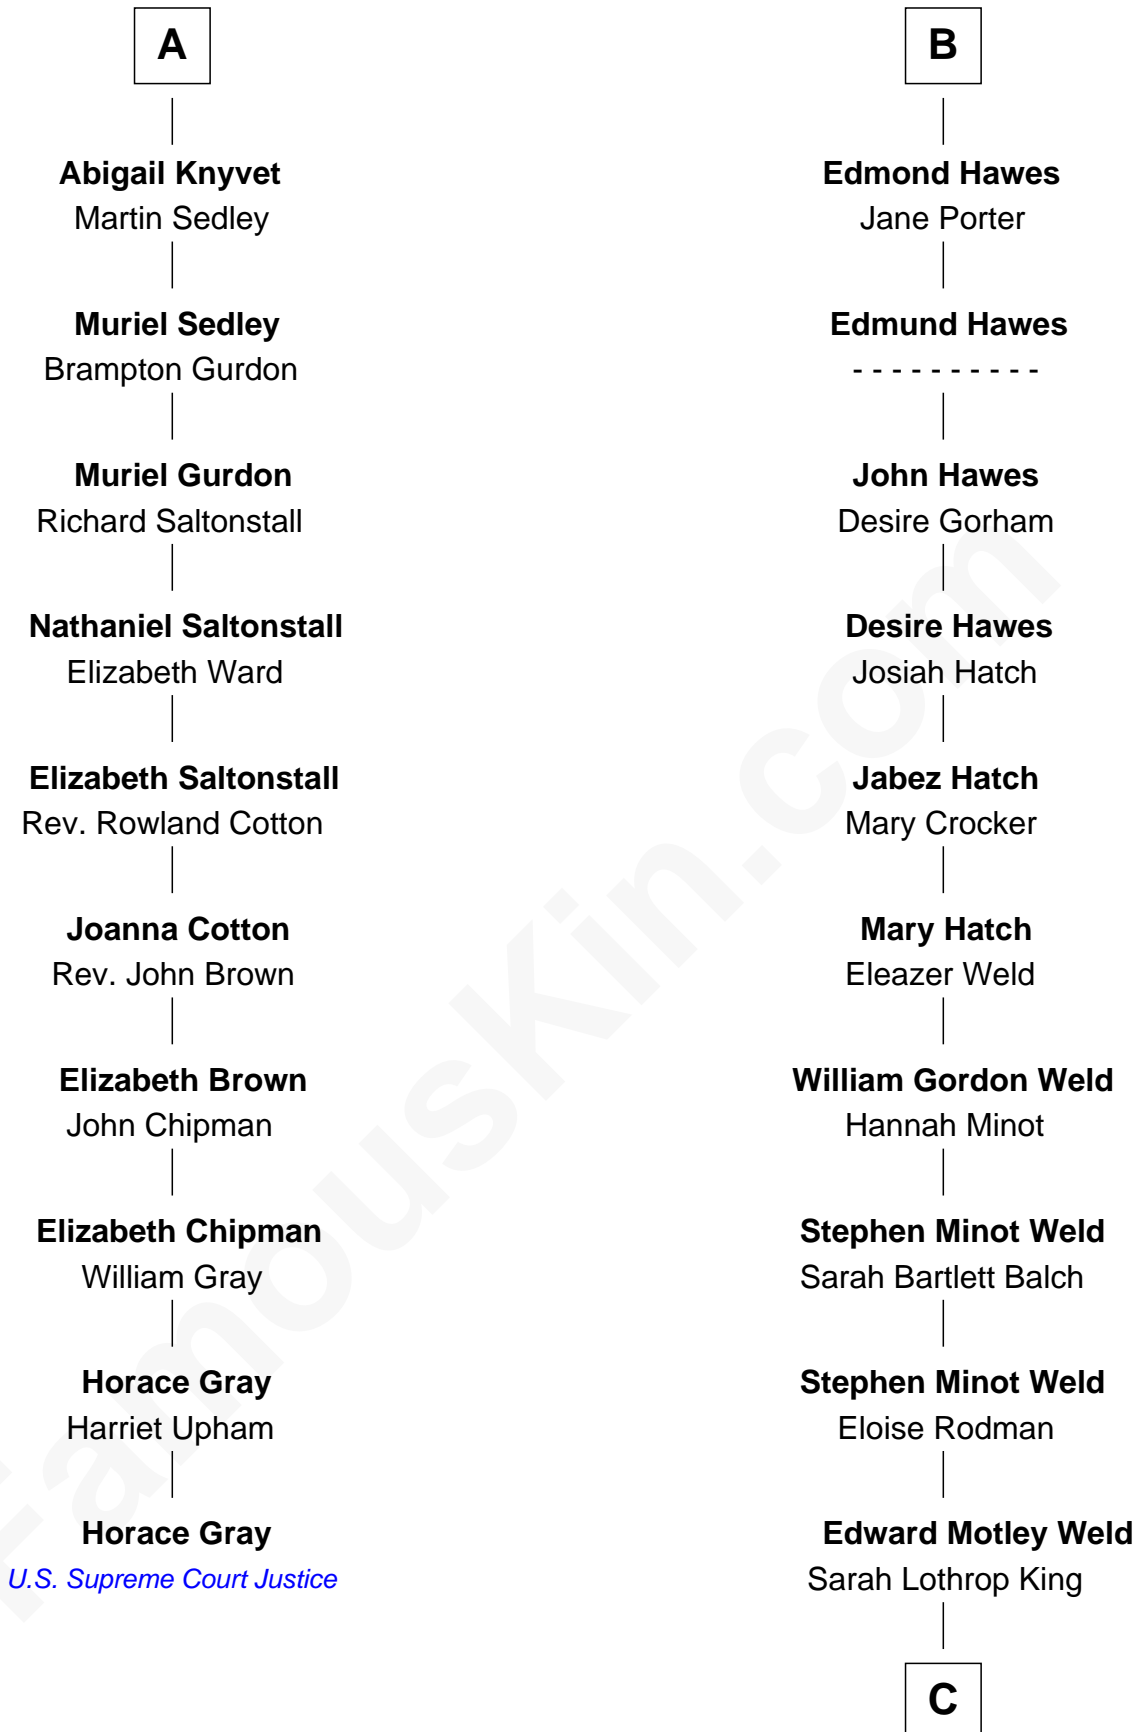 A
Abigail Knyvet
Martin Sedley
Muriel Sedley
Brampton Gurdon
Muriel Gurdon
Richard Saltonstall
Nathaniel Saltonstall
Elizabeth Ward
Elizabeth Saltonstall
Rev. Rowland Cotton
Joanna Cotton
Rev. John Brown
Elizabeth Brown
John Chipman
Elizabeth Chipman
William Gray
Horace Gray
Harriet Upham
Horace Gray
U.S. Supreme Court Justice
B
Edmond Hawes
Jane Porter
Edmund Hawes
- - - - - - - - - -
John Hawes
Desire Gorham
Desire Hawes
Josiah Hatch
Jabez Hatch
Mary Crocker
Mary Hatch
Eleazer Weld
William Gordon Weld
Hannah Minot
Stephen Minot Weld
Sarah Bartlett Balch
Stephen Minot Weld
Eloise Rodman
Edward Motley Weld
Sarah Lothrop King
C
FamousKin.com